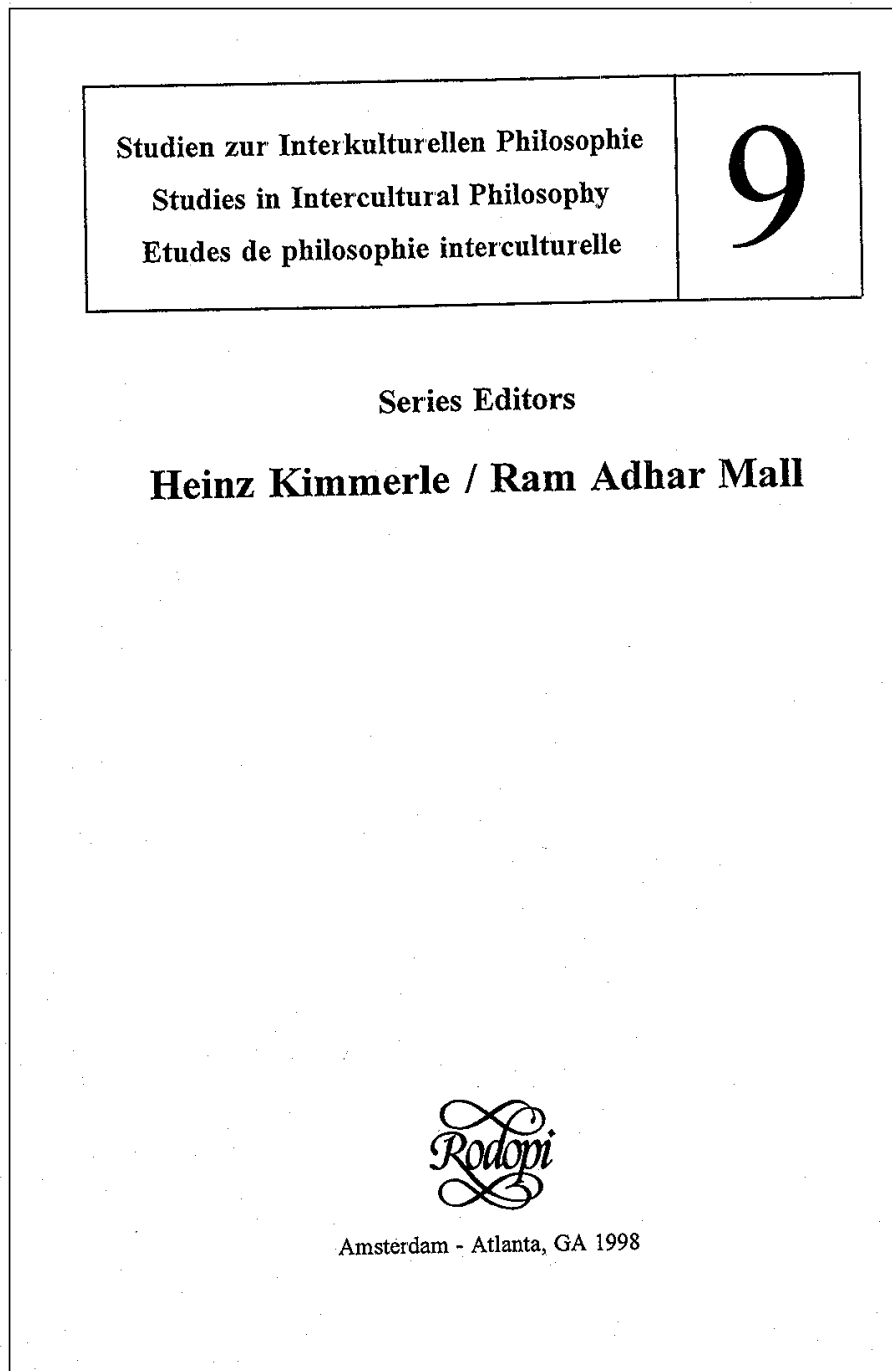 Studien zur Interkulturellen Philosophie
Studies in Intercultural Philosophy
Etudes de philosophie interculturelle
9
Series Editors
Heinz Kimmerle / Ram Adhar Mall
Rodopi
Amsterdam - Atlanta, GA 1998